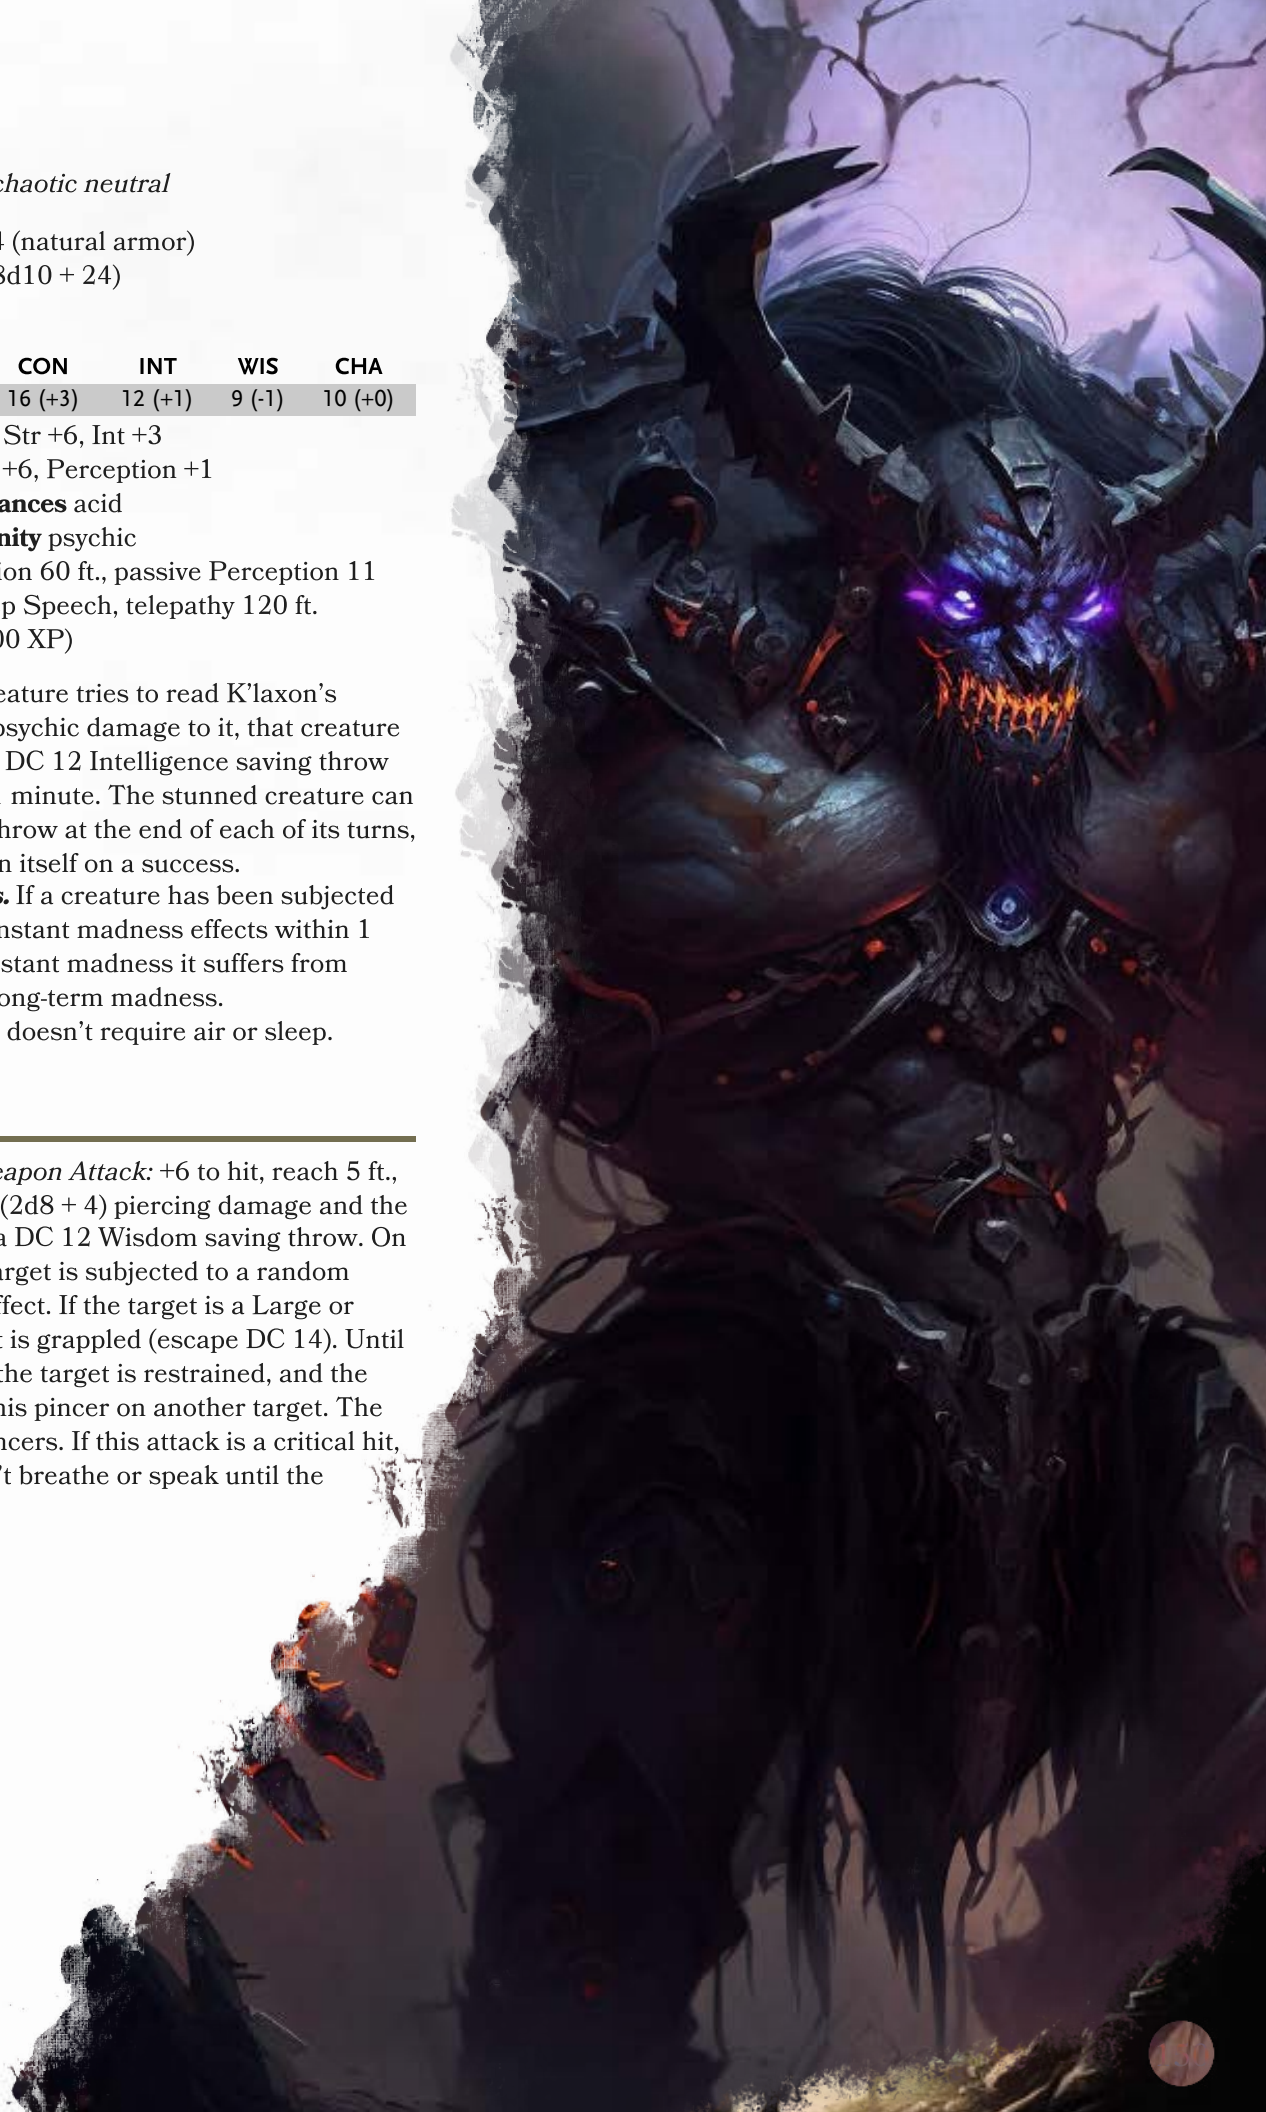 chaotic neutral
4 (natural armor)
8d10 + 24)
CON INT WIS CHA
16 (+3) 12 (+1) 9 (-1) 10 (+0)
Str +6, Int +3
+6, Perception +1
ances acid
nity psychic
ion 60 ft., passive Perception 11
p Speech, telepathy 120 ft.
00 XP)
eature tries to read K’laxon’s
psychic damage to it, that creature
DC 12 Intelligence saving throw
1 minute. The stunned creature can
hrow at the end of each of its turns,
n itself on a success.
s. If a creature has been subjected
nstant madness effects within 1
stant madness it suffers from
ong-term madness.
doesn’t require air or sleep.
eapon Attack: +6 to hit, reach 5 ft.,
(2d8 + 4) piercing damage and the
a DC 12 Wisdom saving throw. On
arget is subjected to a random
ffect. If the target is a Large or
t is grappled (escape DC 14). Until
the target is restrained, and the
his pincer on another target. The
ncers. If this attack is a critical hit,
’t breathe or speak until the